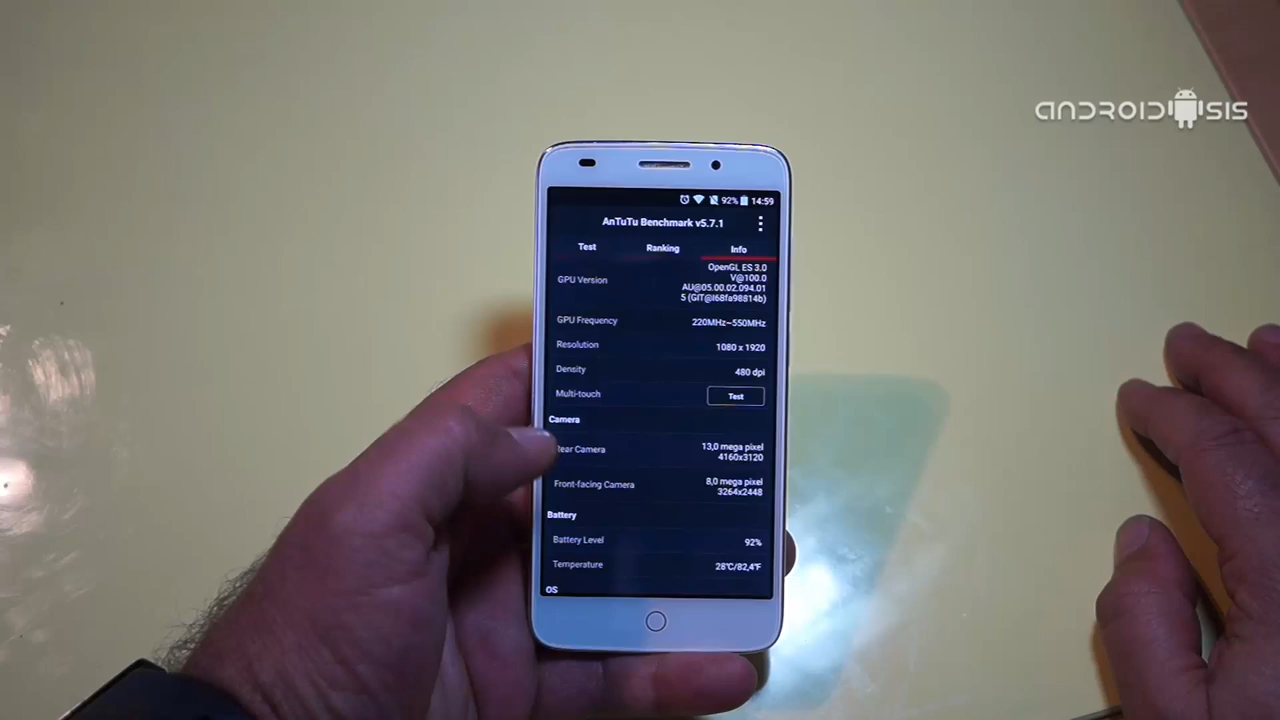 ANDROIDSIS
92% 14:59
AnTuTu Benchmark v5.7.1
Test Ranking Info
GPU Version OpenGL ES 3.0
V@100.0
AU@05.00.02.094.01
5 (GIT@I68fa98814b)
GPU Frequency 220MHz~550MHz
Resolution 1080 x 1920
Density 480 dpi
Multi-touch Test
Camera
Rear Camera 13,0 mega pixel
4160x3120
Front-facing Camera 8,0 mega pixel
3264x2448
Battery
Battery Level 92%
Temperature 28℃/82,4℉
OS